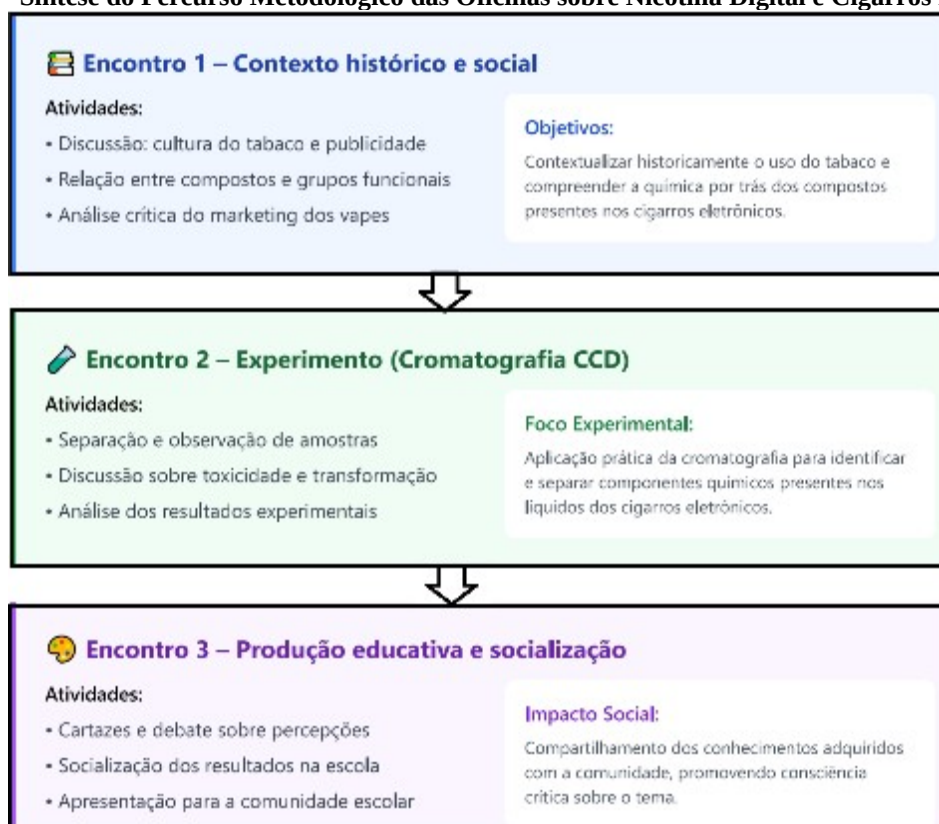 Síntese do Percurso Metodológico das Oficinas sobre Nicotina Digital e Cigarros
Encontro 1 – Contexto histórico e social
Atividades:
• Discussão: cultura do tabaco e publicidade
• Relação entre compostos e grupos funcionais
• Análise crítica do marketing dos vapes
Objetivos:
Contextualizar historicamente o uso do tabaco e
compreender a química por trás dos compostos
presentes nos cigarros eletrônicos.
Encontro 2 – Experimento (Cromatografia CCD)
Atividades:
• Separação e observação de amostras
• Discussão sobre toxicidade e transformação
• Análise dos resultados experimentais
Foco Experimental:
Aplicação prática da cromatografia para identificar
e separar componentes químicos presentes nos
líquidos dos cigarros eletrônicos.
Encontro 3 – Produção educativa e socialização
Atividades:
• Cartazes e debate sobre percepções
• Socialização dos resultados na escola
• Apresentação para a comunidade escolar
Impacto Social:
Compartilhamento dos conhecimentos adquiridos
com a comunidade, promovendo consciência
crítica sobre o tema.